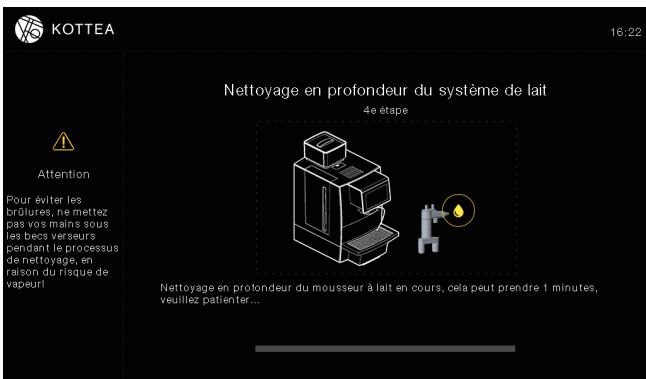 KOTTEA
16:22
Nettoyage en profondeur du système de lait
4e étape
Attention
Pour éviter les
brûlures, ne mettez
pas vos mains sous
les becs verseurs
pendant le processus
de nettoyage, en
raison du risque de
vapeur!
Nettoyage en profondeur du mousseur à lait en cours, cela peut prendre 1 minutes,
veuillez patienter...